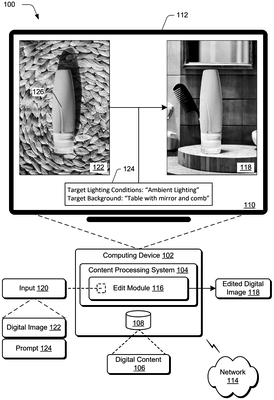 100
112
126
122
118
124
Target Lighting Conditions: "Ambient Lighting"
Target Background: "Table with mirror and comb"
110
Computing Device 102
Content Processing System 104
Input 120
Edit Module 116
Edited Digital
Image 118
108
Digital Image 122
Prompt 124
Digital Content
106
Network
114